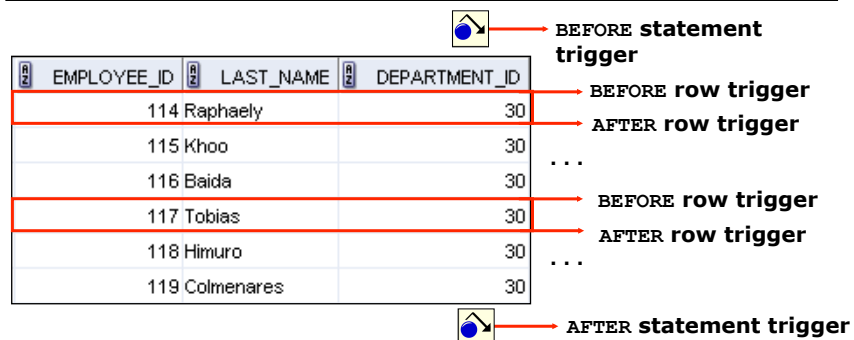 BEFORE statement
trigger
EMPLOYEE_ID LAST_NAME DEPARTMENT_ID
BEFORE row trigger
114 Raphaely 30
AFTER row trigger
115 Khoo 30
...
116 Baida 30
BEFORE row trigger
117 Tobias 30
AFTER row trigger
118 Himuro 30
...
119 Colmenares 30
AFTER statement trigger